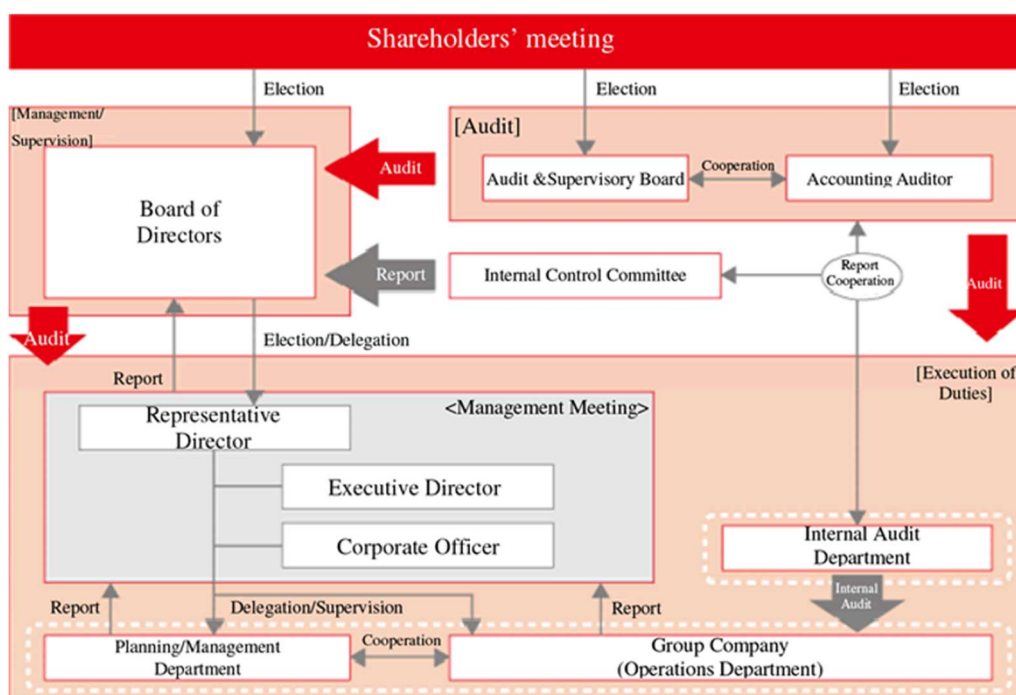 Shareholders' meeting
Election
Election
Election
[Management/
Supervision]
[Audit]
Board of
Directors
Audit
Audit &Supervisory Board
Cooperation
Accounting Auditor
Report
Internal Control Committee
Report
Cooperation
Audit
Audit
Election/Delegation
Report
[Execution of
Duties]
<Management Meeting>
Representative
Director
Executive Director
Corporate Officer
Internal Audit
Department
Internal
Audit
Report
Delegation/Supervision
Report
Planning/Management
Department
Cooperation
Group Company
(Operations Department)